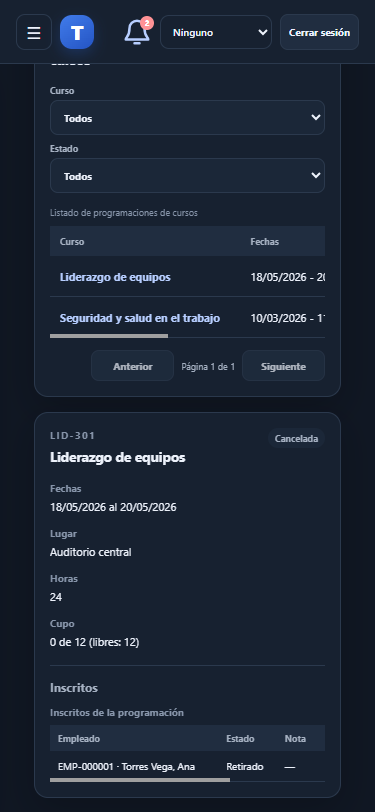 ☰
T
2
Ninguno
Cerrar sesión
Curso
Todos
Estado
Todos
Listado de programaciones de cursos
Curso Fechas
Liderazgo de equipos 18/05/2026 - 20
Seguridad y salud en el trabajo 10/03/2026 - 1
Anterior Página 1 de 1 Siguiente
LID-301 Cancelada
Liderazgo de equipos
Fechas
18/05/2026 al 20/05/2026
Lugar
Auditorio central
Horas
24
Cupo
0 de 12 (libres: 12)
Inscritos
Inscritos de la programación
Empleado Estado Nota
EMP-000001 · Torres Vega, Ana Retirado —